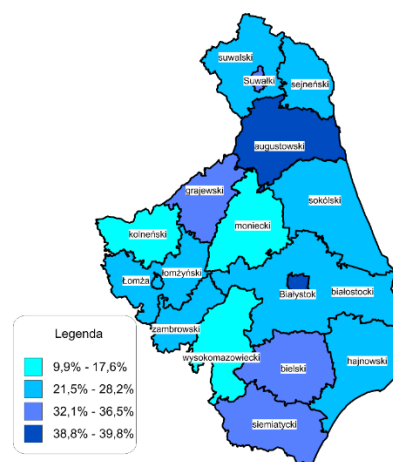 suwalski
Suwałki
sejneński
augustowski
grajewski
sokólski
kolneński
moniecki
Łomża
łomżyński
Białystok
białostocki
zambrowski
wysokomazowiecki
bielski
hajnowski
siemiatycki
Legenda
9,9% - 17,6%
21,5% - 28,2%
32,1% - 36,5%
38,8% - 39,8%